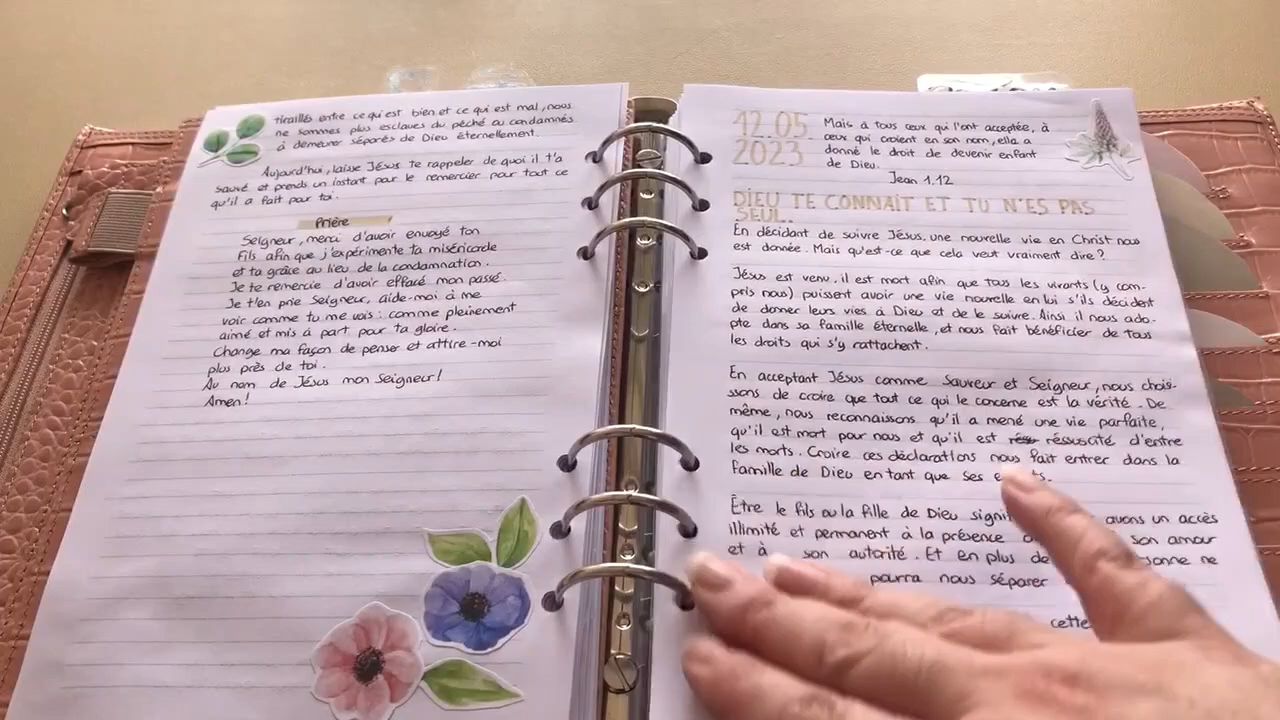 tiraillés entre ce qui est bien et ce qui est mal, nous
ne sommes plus esclaves du péché ou condamnés
à demeurer séparés de Dieu éternellement.
Aujourd'hui, laisse Jésus te rappeler de quoi il t'a
sauvé et prends un instant pour le remercier pour tout ce
qu'il a fait pour toi.
Prière
Seigneur, merci d'avoir envoyé ton
Fils afin que j'expérimente ta miséricorde
et ta grâce au lieu de la condamnation.
Je te remercie d'avoir effacé mon passé.
Je t'en prie Seigneur, aide-moi à me
voir comme tu me vois : comme pleinement
aimé et mis à part pour ta gloire.
Change ma façon de penser et attire-moi
plus près de toi.
Au nom de Jésus mon Seigneur!
Amen!
12.05
2023
Mais à tous ceux qui l'ont acceptée, à
ceux qui croient en son nom, elle a
donné le droit de devenir enfant
de Dieu.
Jean 1.12
DIEU TE CONNAIT ET TU N'ES PAS
SEUL.
En décidant de suivre Jésus, une nouvelle vie en Christ nous
est donnée. Mais qu'est-ce que cela veut vraiment dire?
Jésus est venu, il est mort afin que tous les vivants (y com-
pris nous) puissent avoir une vie nouvelle en lui s'ils décident
de donner leurs vies à Dieu et de le suivre. Ainsi il nous ado-
pte dans sa famille éternelle, et nous fait bénéficier de tous
les droits qui s'y rattachent.
En acceptant Jésus comme Sauveur et Seigneur, nous chois-
ssons de croire que tout ce qui le concerne est la vérité. De
même, nous reconnaissons qu'il a mené une vie parfaite,
qu'il est mort pour nous et qu'il est réssuscité d'entre
les morts. Croire ces déclarations nous fait entrer dans la
famille de Dieu en tant que ses
Être le fils ou la fille de Dieu avons un accès
illimité et permanent à la présence son amour
et à son autorité. Et en plus de ne
pourra nous séparer
cette